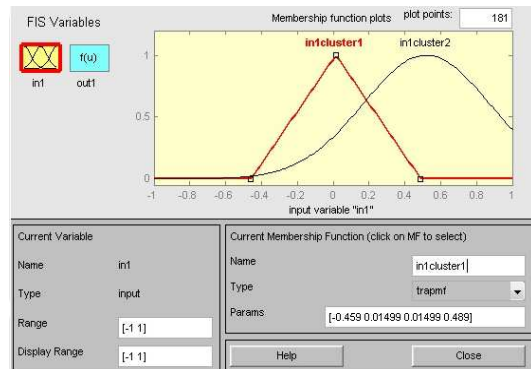 FIS Variables
Membership function plots
plot points:
181
f(u)
in1
out1
in1cluster1
in1cluster2
1
0.5
0
-1
-0.8
-0.6
-0.4
-0.2
0
0.2
0.4
0.6
0.8
1
input variable "in1"
Current Variable
Name
in1
Type
input
Range
[-1 1]
Display Range
[-1 1]
Current Membership Function (click on MF to select)
Name
in1cluster1
Type
trapmf
Params
[-0.459 0.01499 0.01499 0.489]
Help
Close